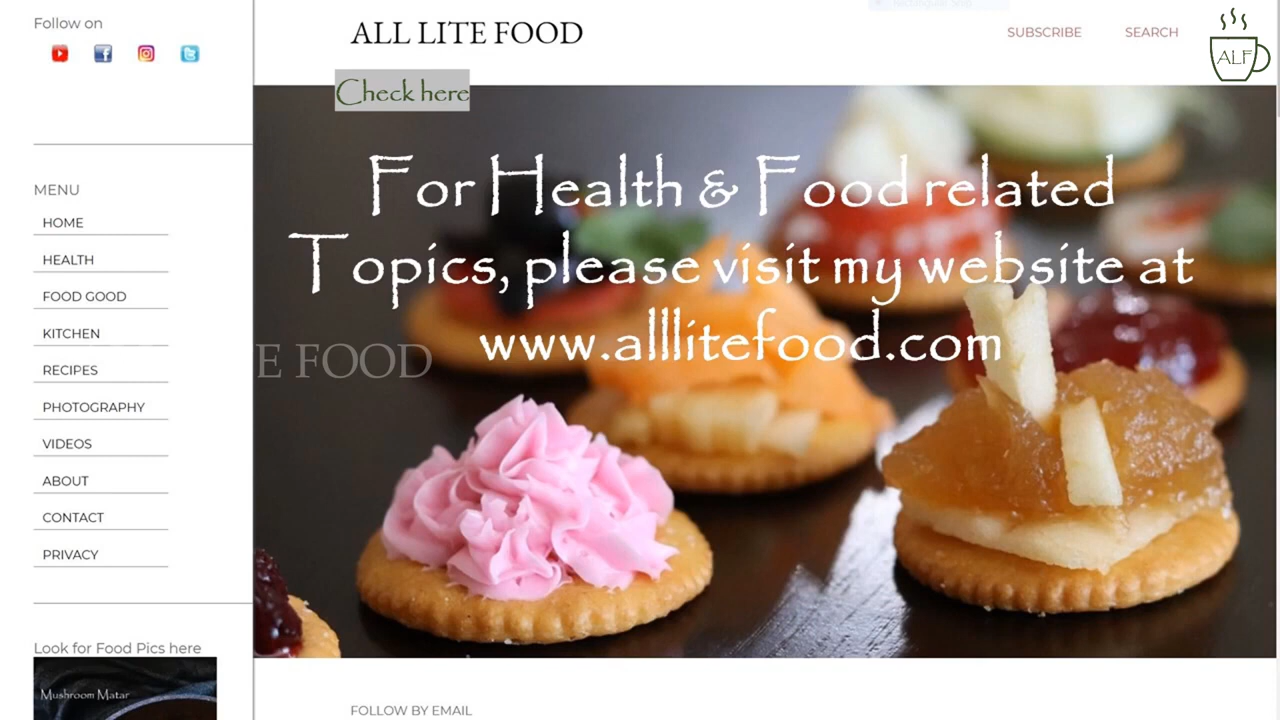 Follow on
ALL LITE FOOD
SUBSCRIBE
SEARCH
ALF
Check here
For Health & Food related
Topics, please visit my website at
www.alllitefood.com
E FOOD
MENU
HOME
HEALTH
FOOD GOOD
KITCHEN
RECIPES
PHOTOGRAPHY
VIDEOS
ABOUT
CONTACT
PRIVACY
Look for Food Pics here
Mushroom Matar
FOLLOW BY EMAIL